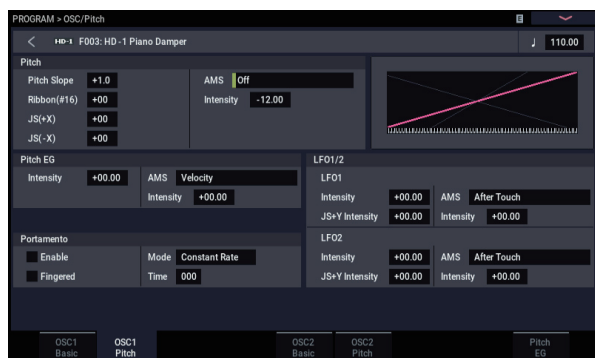 PROGRAM > OSC/Pitch E
< HD-1 F003: HD -1 Piano Damper ♩ 110.00
Pitch
Pitch Slope +1.0 AMS Off
Ribbon(#16) +00 Intensity -12.00
JS(+X) +00
JS(-X) +00
Pitch EG
Intensity +00.00 AMS Velocity
Intensity +00.00
LFO1/2
LFO1
Intensity +00.00 AMS After Touch
JS+Y Intensity +00.00 Intensity +00.00
Portamento
Enable Mode Constant Rate
Fingered Time 000
LFO2
Intensity +00.00 AMS After Touch
JS+Y Intensity +00.00 Intensity +00.00
OSC1 Basic
OSC1 Pitch
OSC2 Basic
OSC2 Pitch
Pitch EG